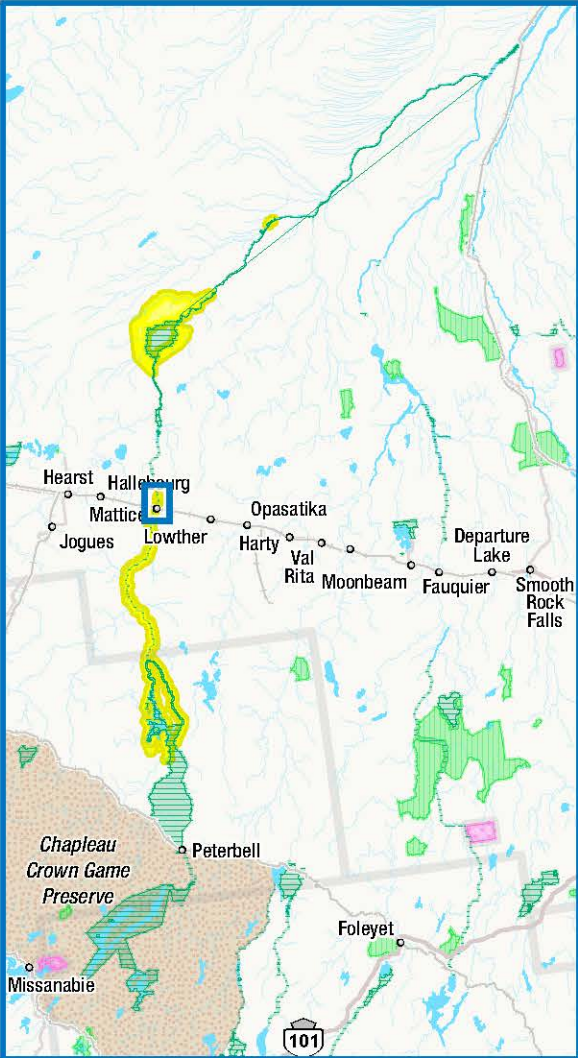 Hearst
Hallebourg
Mattice
Opasatika
Jogues
Lowther
Harty
Val
Rita
Moonbeam
Departure
Lake
Fauquier
Smooth
Rock
Falls
Chapleau
Crown Game
Preserve
Peterbell
Foleyet
Missanabie
101